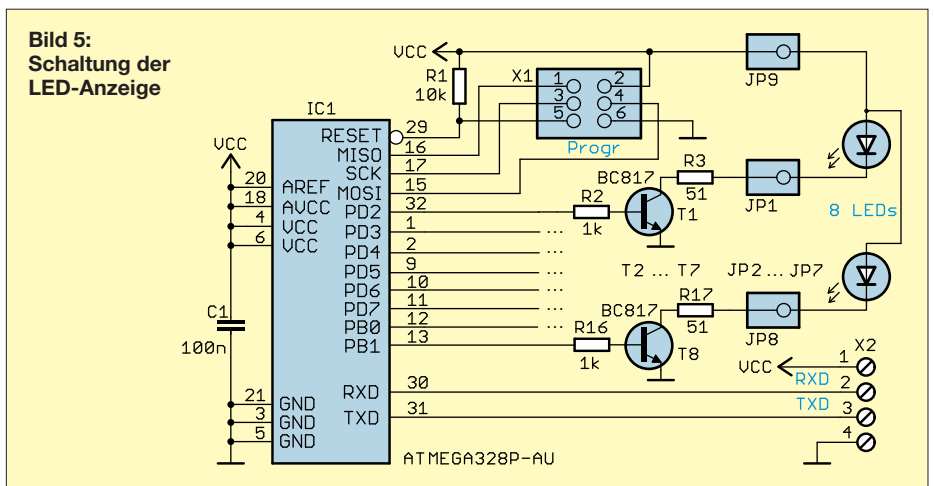 Bild 5:
Schaltung der
LED-Anzeige
VCC
R1
10k
X1
1 2
3 4
5 6
Progr
JP9
IC1
VCC
RESET 29
MISO 16
SCK 17
MOSI 15
20 AREF
18 AVCC
4 VCC
6 VCC
PD2 32
PD3 1 ...
PD4 2 ...
PD5 9 ...
PD6 10 ...
PD7 11 ...
PB0 12 ...
PB1 13
R2
1k
...
BC817
T1
R3
51
JP1
8 LEDs
T2 ... T7
JP2 ... JP7
R16
1k
BC817
T8
R17
51
JP8
C1
100n
21 GND
3 GND
5 GND
RXD 30
TXD 31
ATMEGA328P-AU
X2
VCC 1
RXD 2
TXD 3
4